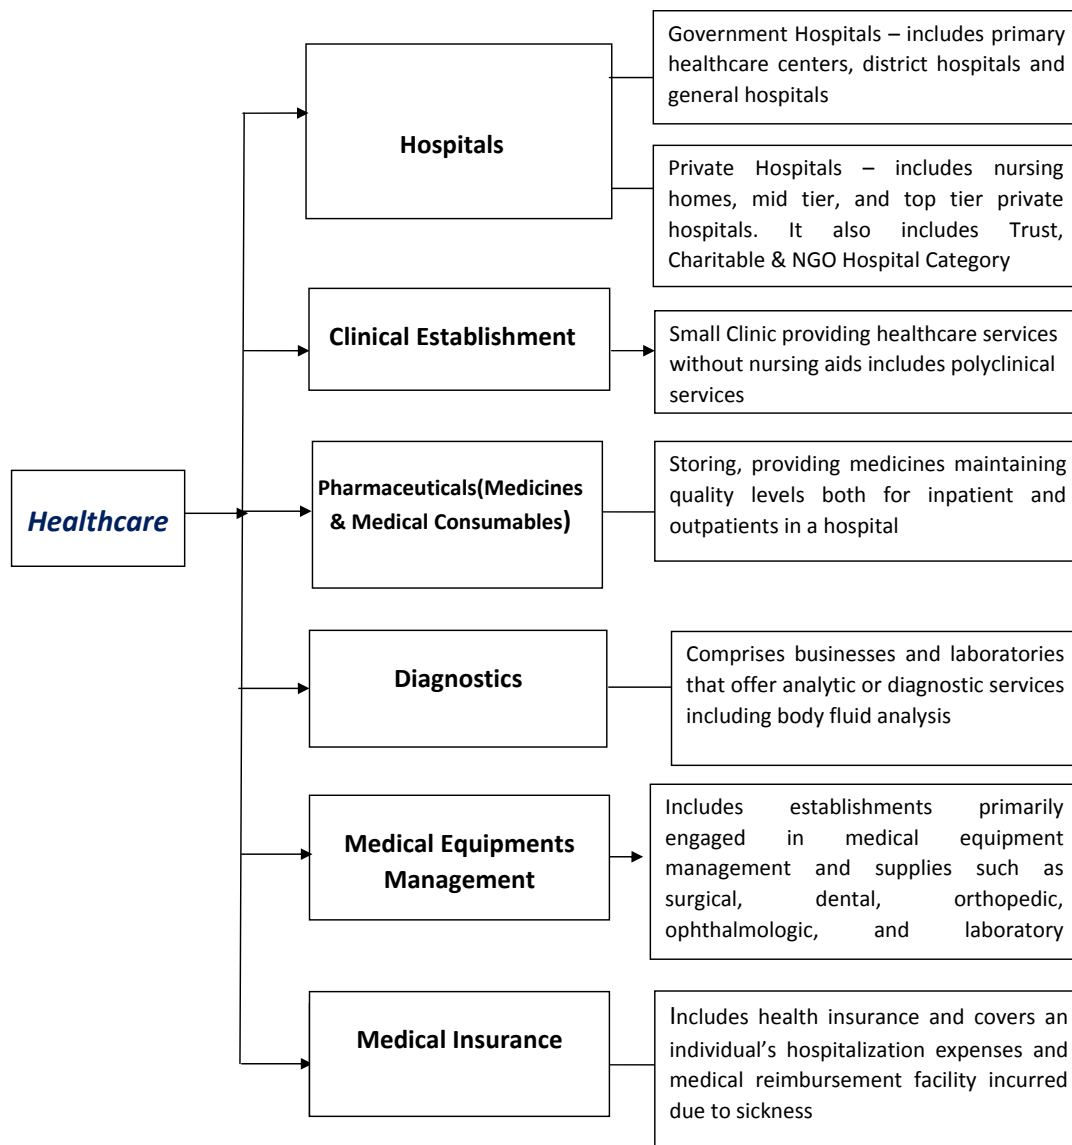 Healthcare
Hospitals
Government Hospitals – includes primary
healthcare centers, district hospitals and
general hospitals
Private Hospitals – includes nursing
homes, mid tier, and top tier private
hospitals. It also includes Trust,
Charitable & NGO Hospital Category
Clinical Establishment
Small Clinic providing healthcare services
without nursing aids includes polyclinical
services
Pharmaceuticals(Medicines
& Medical Consumables)
Storing, providing medicines maintaining
quality levels both for inpatient and
outpatients in a hospital
Diagnostics
Comprises businesses and laboratories
that offer analytic or diagnostic services
including body fluid analysis
Medical Equipments
Management
Includes establishments primarily
engaged in medical equipment
management and supplies such as
surgical, dental, orthopedic,
ophthalmologic, and laboratory
Medical Insurance
Includes health insurance and covers an
individual’s hospitalization expenses and
medical reimbursement facility incurred
due to sickness